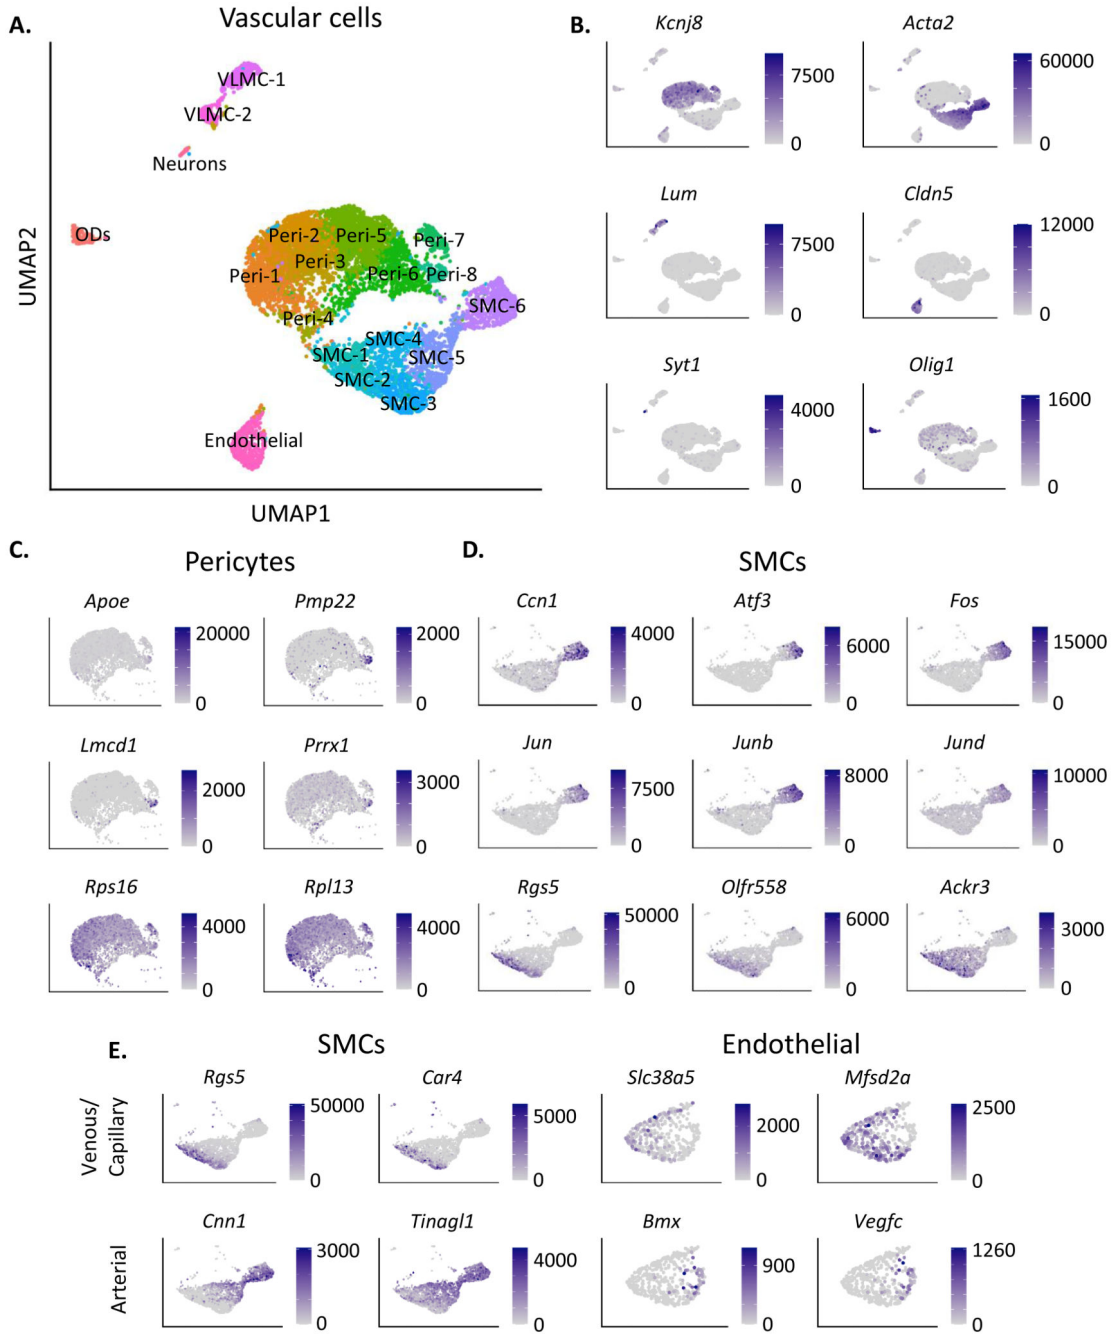 A.
Vascular cells
VLMC-1
VLMC-2
Neurons
ODs
Peri-2
Peri-5
Peri-7
Peri-1
Peri-3
Peri-6
Peri-8
Peri-4
SMC-6
SMC-4
SMC-1
SMC-5
SMC-2
SMC-3
Endothelial
UMAP2
UMAP1
B.
Kcnj8
7500
0
Acta2
60000
0
Lum
7500
0
Cldn5
12000
0
Syt1
4000
0
Olig1
1600
0
C.
Pericytes
Apoe
20000
0
Pmp22
2000
0
Lmcd1
2000
0
Prrx1
3000
0
Rps16
4000
0
Rpl13
4000
0
D.
SMCs
Ccn1
4000
0
Atf3
6000
0
Fos
15000
0
Jun
7500
0
Junb
8000
0
Jund
10000
0
Rgs5
50000
0
Olfr558
6000
0
Ackr3
3000
0
E.
SMCs
Endothelial
Venous/
Capillary
Rgs5
50000
0
Car4
5000
0
Slc38a5
2000
0
Mfsd2a
2500
0
Arterial
Cnn1
3000
0
Tinagl1
4000
0
Bmx
900
0
Vegfc
1260
0